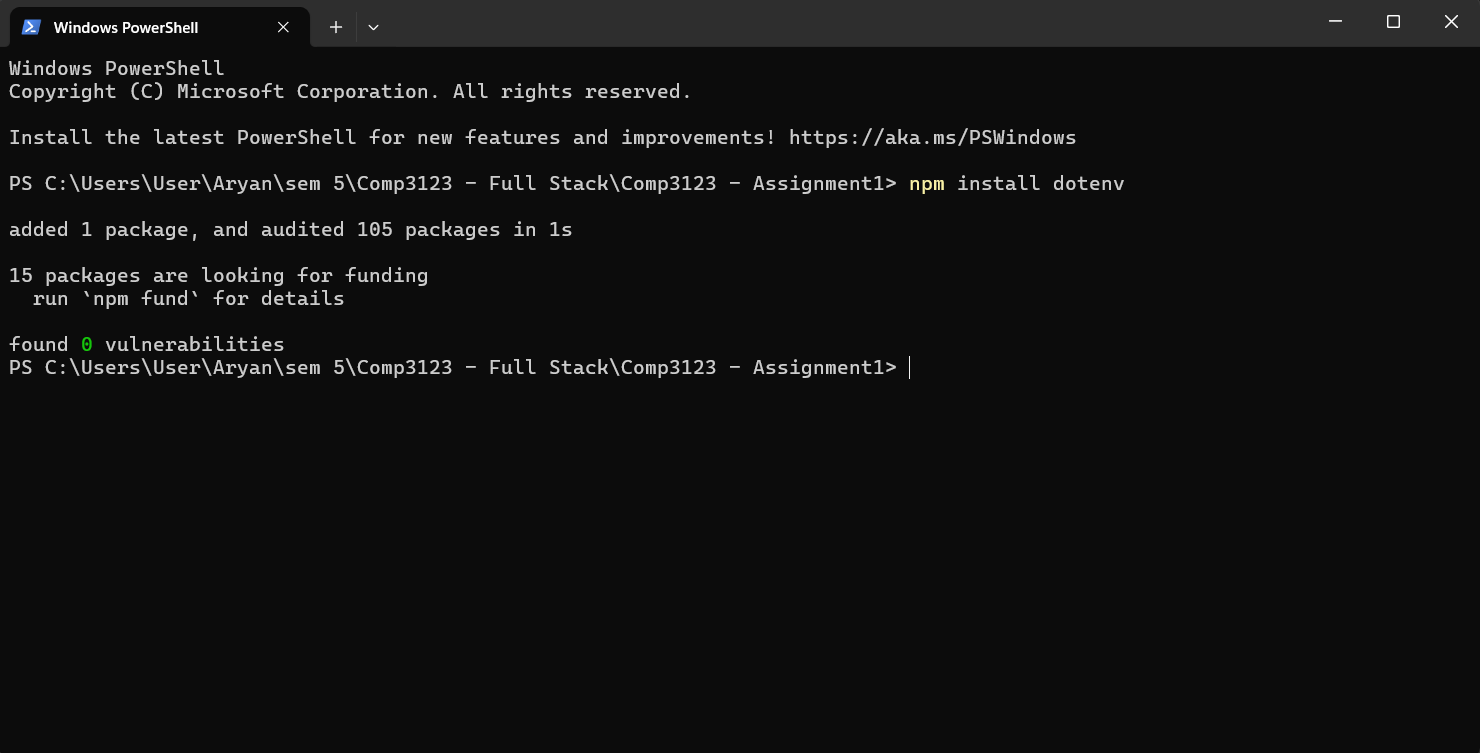 Windows PowerShell
Windows PowerShell
Copyright (C) Microsoft Corporation. All rights reserved.
Install the latest PowerShell for new features and improvements! https://aka.ms/PSWindows
PS C:\Users\User\Aryan\sem 5\Comp3123 - Full Stack\Comp3123 - Assignment1> npm install dotenv
added 1 package, and audited 105 packages in 1s
15 packages are looking for funding
  run `npm fund` for details
found 0 vulnerabilities
PS C:\Users\User\Aryan\sem 5\Comp3123 - Full Stack\Comp3123 - Assignment1>